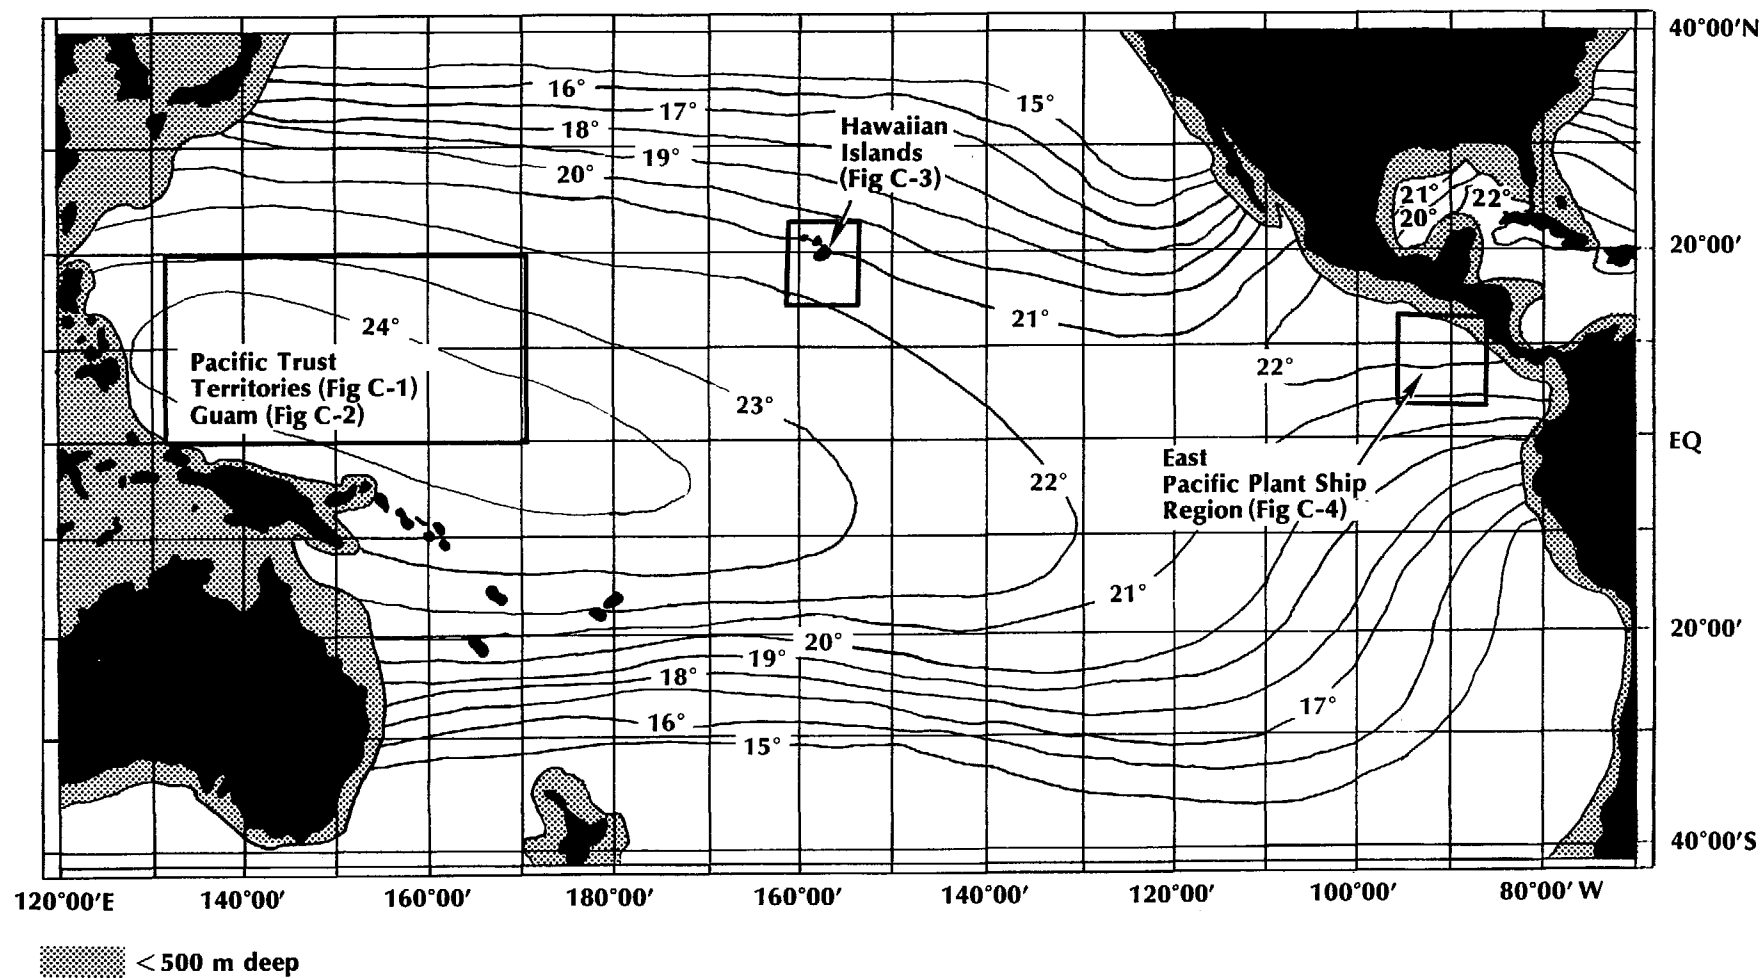 40°00'N
16°
15°
17°
18°
Hawaiian
Islands
(Fig C-3)
19°
20°
21°
22°
20°
20°00'
24°
21°
Pacific Trust
Territories (Fig C-1)
Guam (Fig C-2)
22°
23°
EQ
East
Pacific Plant Ship
Region (Fig C-4)
22°
21°
20°00'
20°
19°
18°
17°
16°
15°
40°00'S
120°00'E
140°00'
160°00'
180°00'
160°00'
140°00'
120°00'
100°00'
80°00' W
<500 m deep